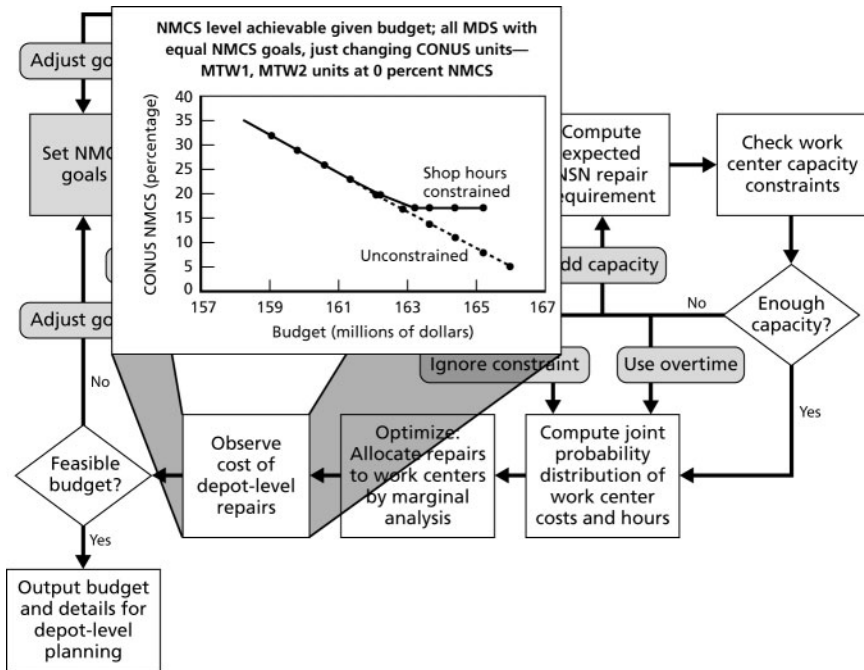 NMCS level achievable given budget; all MDS with
equal NMCS goals, just changing CONUS units—
MTW1, MTW2 units at 0 percent NMCS
CONUS NMCS (percentage)
40
35
30
25
20
15
10
5
0
157
159
161
163
165
167
Budget (millions of dollars)
Shop hours
constrained
Unconstrained
Adjust
Set
goals
Adjust
No
Feasible
budget?
Yes
Output budget
and details for
depot-level
planning
Observe
cost of
depot-level
repairs
Optimize:
Allocate repairs
to work centers
by marginal
analysis
Compute joint
probability
distribution of
work center
costs and hours
Ignore constraint
Use overtime
capacity
Compute
expected
NSN repair
requirement
Check work
center capacity
constraints
Enough
capacity?
No
Yes